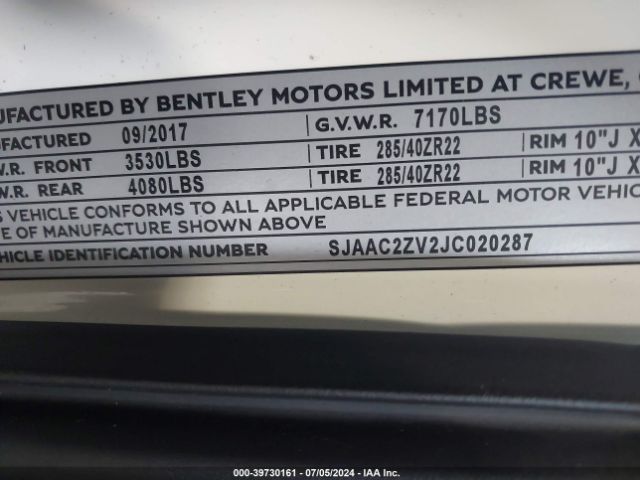 UFACTURED BY BENTLEY MOTORS LIMITED AT CREWE,
UFACTURED 09/2017 G.V.W.R. 7170LBS
W.R. FRONT 3530LBS TIRE 285/40ZR22 RIM 10"J X
W.R. REAR 4080LBS TIRE 285/40ZR22 RIM 10"J X
S VEHICLE CONFORMS TO ALL APPLICABLE FEDERAL MOTOR VEHIC
E OF MANUFACTURE SHOWN ABOVE
HICLE IDENTIFICATION NUMBER SJAAC2ZV2JC020287
000-39730161 - 07/05/2024 - IAA Inc.